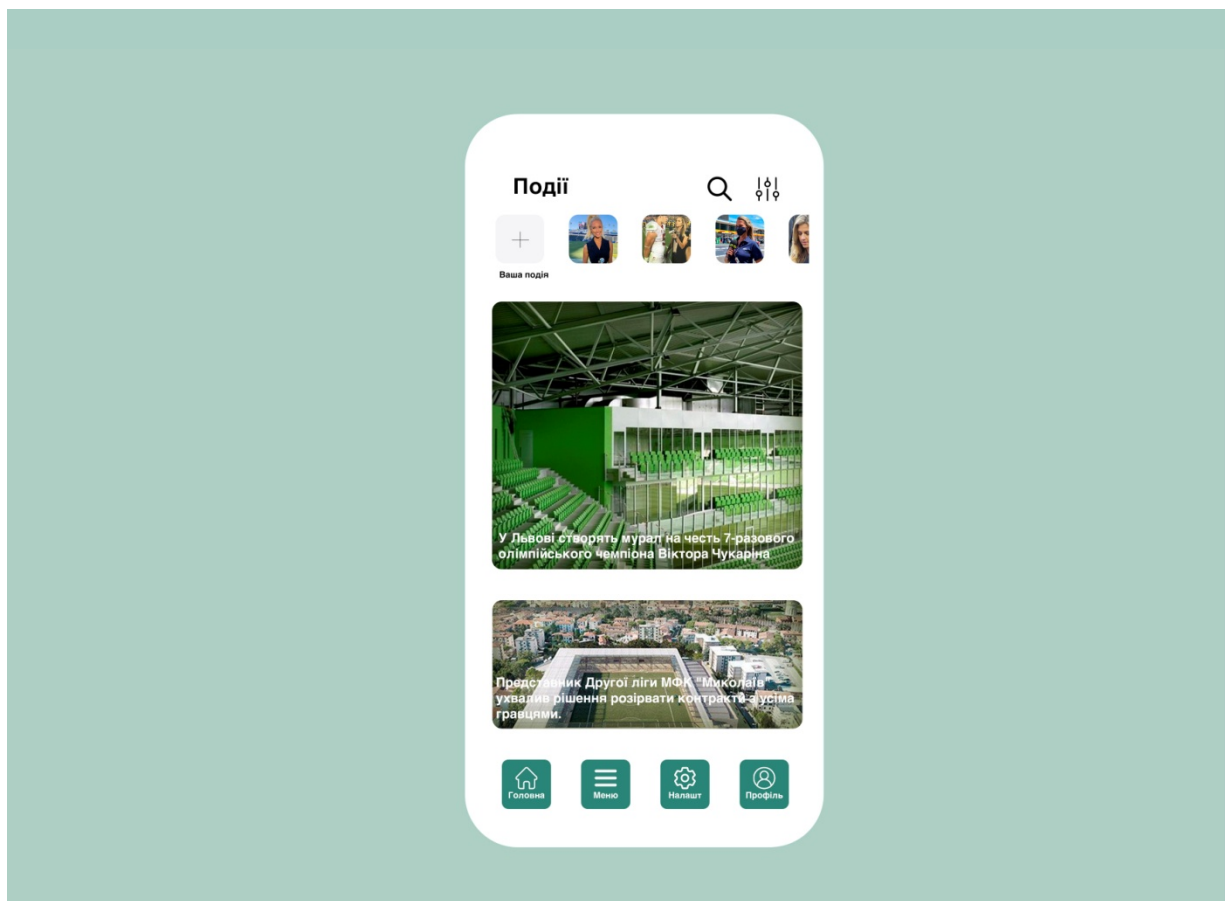 Події
Ваша подія
У Львові створять мурал на честь 7-разового
олімпійського чемпіона Віктора Чукаріна
Представник Другої ліги МФК "Миколаїв"
ухвалив рішення розірвати контракти з усіма
гравцями.
Головна
Меню
Налашт
Профіль